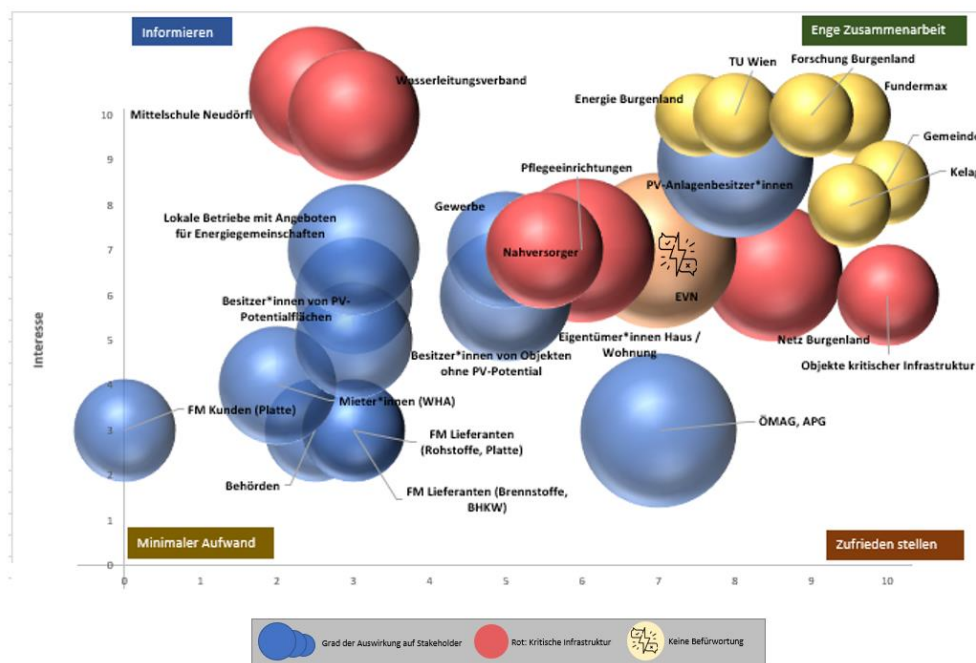 Informieren
Enge Zusammenarbeit
TU Wien
Forschung Burgenland
Wasserleitungsverband
Energie Burgenland
Fundermax
Mittelschule Neudörfl
Gemeinde
Pflegeeinrichtungen
Kelag
PV-Anlagenbesitzer*innen
Lokale Betriebe mit Angeboten
für Energiegemeinschaften
Gewerbe
Nahversorger
EVN
Besitzer*innen von PV-
Potentialflächen
Eigentümer*innen Haus /
Wohnung
Netz Burgenland
Besitzer*innen von Objekten
ohne PV-Potential
Objekte kritischer Infrastruktur
Mieter*innen (WHA)
FM Kunden (Platte)
ÖMAG, APG
FM Lieferanten
(Rohstoffe, Platte)
Behörden
FM Lieferanten (Brennstoffe,
BHKW)
Minimaler Aufwand
Zufrieden stellen
Interesse
10
9
8
7
6
5
4
3
2
1
0
0 1 2 3 4 5 6 7 8 9 10
Grad der Auswirkung auf Stakeholder
Rot: Kritische Infrastruktur
Keine Befürwortung